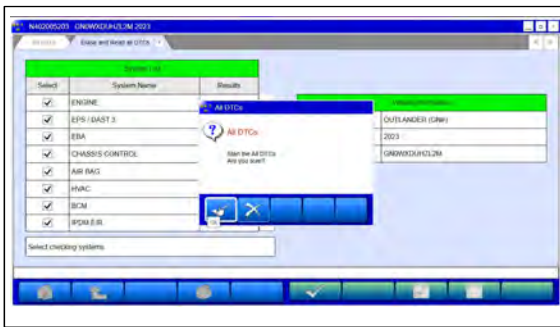 N402005203 GN0WXDUHZL2M 2023
Erase and Reset all DTCs
System List
Select System Name Results
ENGINE
EPS / DAST 3
EBA
CHASSIS CONTROL
AIR BAG
HVAC
BCM
IPDM E/R
Select checking systems.
All DTCs
All DTCs
Start the All DTCs
Are you sure?
OUTLANDER (GN#)
2023
GN0WXDUHZL2M